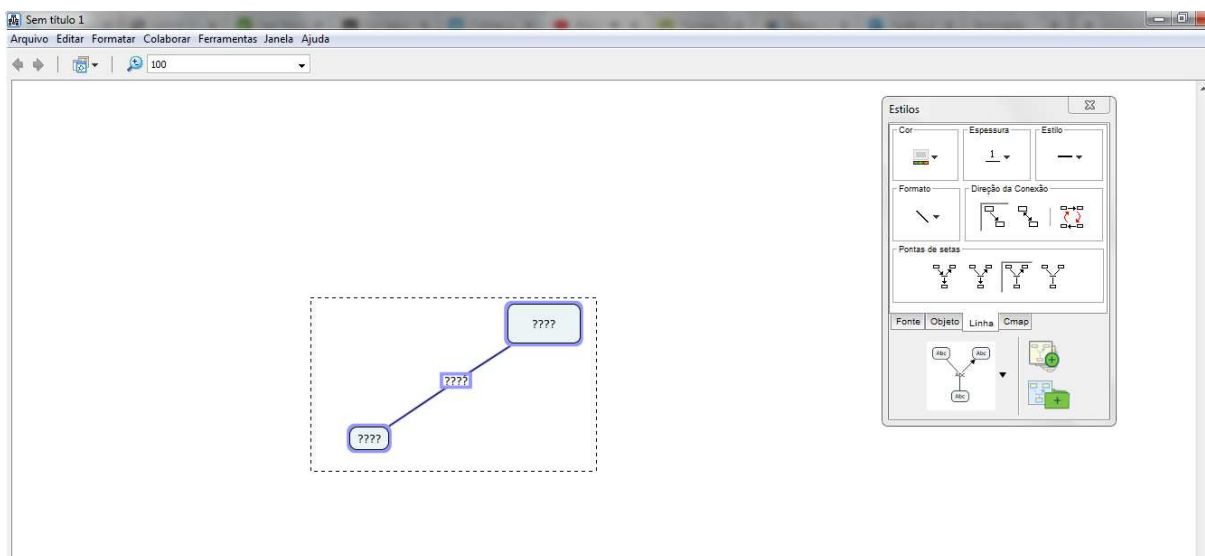 Sem título 1
Arquivo Editar Formatar Colaborar Ferramentas Janela Ajuda
100
Estilos
Cor Espessura Estilo
1
Formato Direção da Conexão
Pontas de setas
Fonte Objeto Linha Cmap
Abc Abc
Abc
Abc
????
????
????